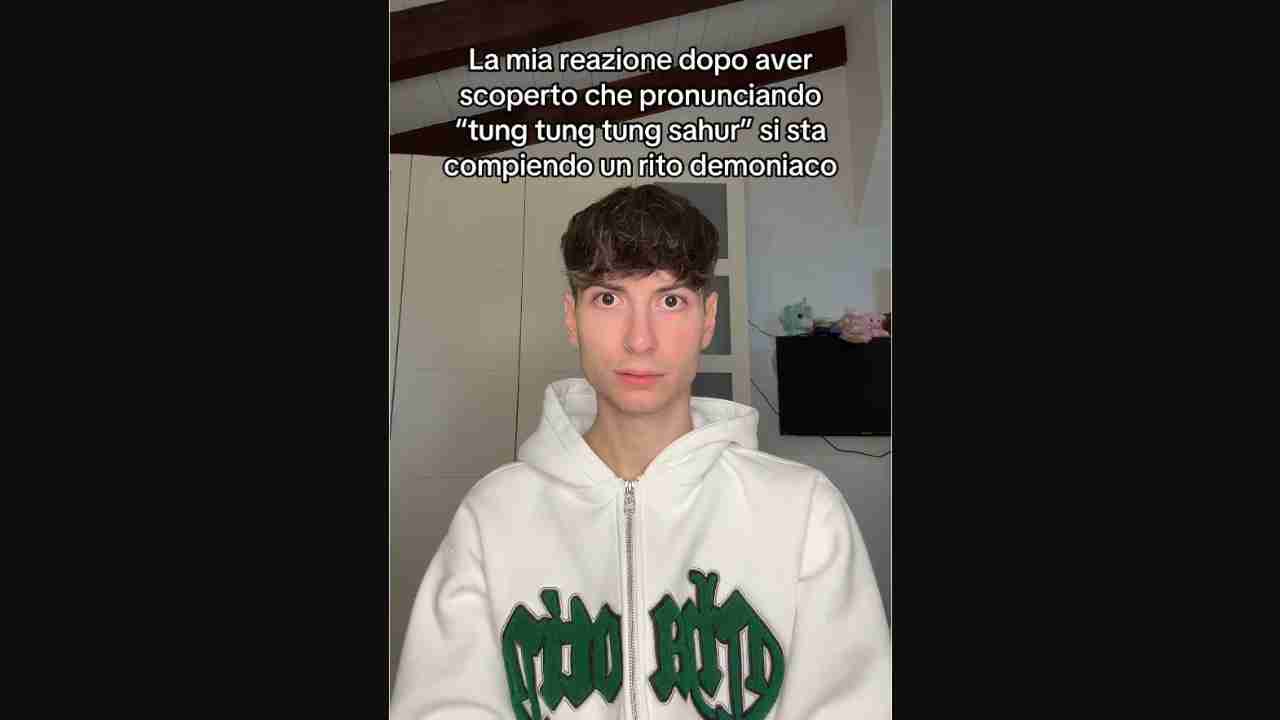 La mia reazione dopo aver
scoperto che pronunciando
“tung tung tung sahur” si sta
compiendo un rito demoniaco